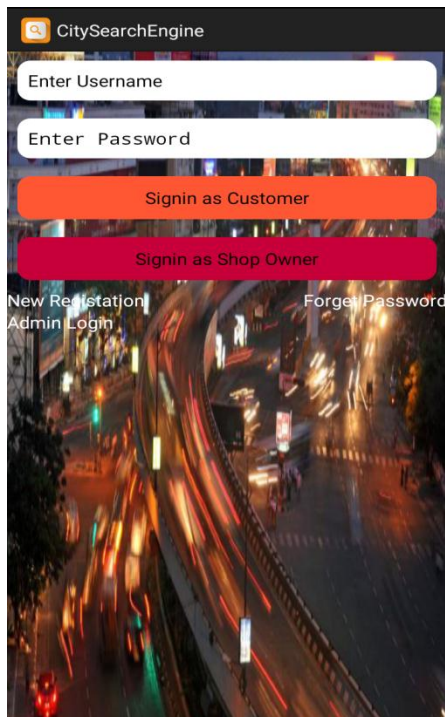 CitySearchEngine
Enter Username
Enter Password
Signin as Customer
Signin as Shop Owner
New Registation Forget Password
Admin Login